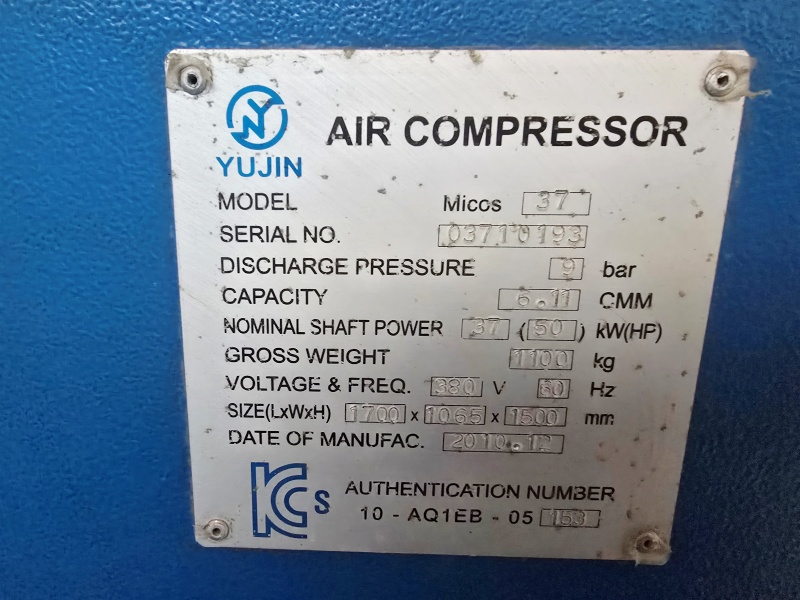 YUJIN
AIR COMPRESSOR
MODEL Micos 37
SERIAL NO. 03710193
DISCHARGE PRESSURE 9 bar
CAPACITY 6.11 CMM
NOMINAL SHAFT POWER 37 (50) kW(HP)
GROSS WEIGHT 1100 kg
VOLTAGE & FREQ. 380 V 60 Hz
SIZE(LxWxH) 1700 x 1065 x 1500 mm
DATE OF MANUFAC. 2010.12
KCs AUTHENTICATION NUMBER
10 - AQ1EB - 05